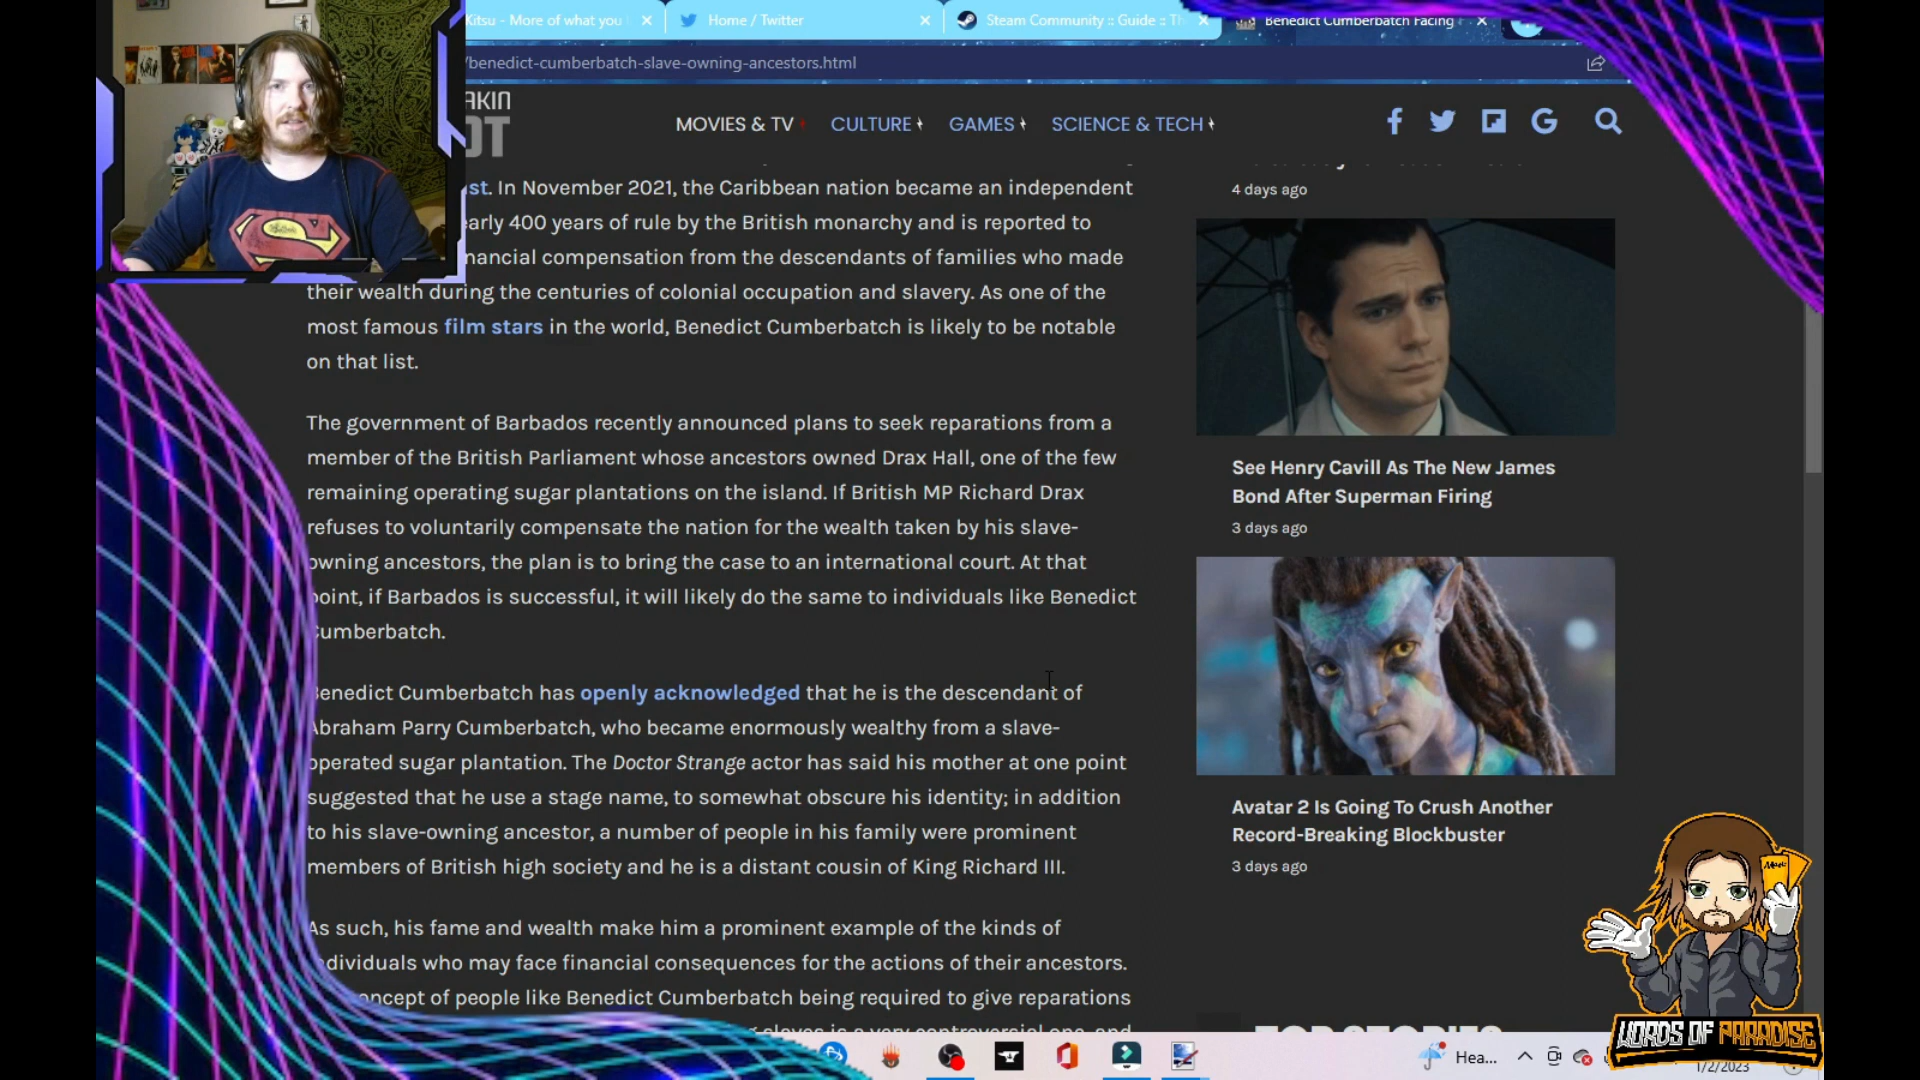 Kitsu - More of what you
Home / Twitter
Steam Community :: Guide :: Th
Benedict Cumberbatch Facing
/benedict-cumberbatch-slave-owning-ancestors.html
AKIN
OT
MOVIES & TV
CULTURE
GAMES
SCIENCE & TECH
st. In November 2021, the Caribbean nation became an independent
early 400 years of rule by the British monarchy and is reported to
nancial compensation from the descendants of families who made
their wealth during the centuries of colonial occupation and slavery. As one of the
most famous film stars in the world, Benedict Cumberbatch is likely to be notable
on that list.
The government of Barbados recently announced plans to seek reparations from a
member of the British Parliament whose ancestors owned Drax Hall, one of the few
remaining operating sugar plantations on the island. If British MP Richard Drax
refuses to voluntarily compensate the nation for the wealth taken by his slave-
owning ancestors, the plan is to bring the case to an international court. At that
point, if Barbados is successful, it will likely do the same to individuals like Benedict
Cumberbatch.
Benedict Cumberbatch has openly acknowledged that he is the descendant of
Abraham Parry Cumberbatch, who became enormously wealthy from a slave-
operated sugar plantation. The Doctor Strange actor has said his mother at one point
suggested that he use a stage name, to somewhat obscure his identity; in addition
to his slave-owning ancestor, a number of people in his family were prominent
members of British high society and he is a distant cousin of King Richard III.
As such, his fame and wealth make him a prominent example of the kinds of
individuals who may face financial consequences for the actions of their ancestors.
oncept of people like Benedict Cumberbatch being required to give reparations
slaves is a very controversial one, and
4 days ago
See Henry Cavill As The New James
Bond After Superman Firing
3 days ago
Avatar 2 Is Going To Crush Another
Record-Breaking Blockbuster
3 days ago
TOP STORIES
WORDS OF PARADISE
Hea...
1/2/2023